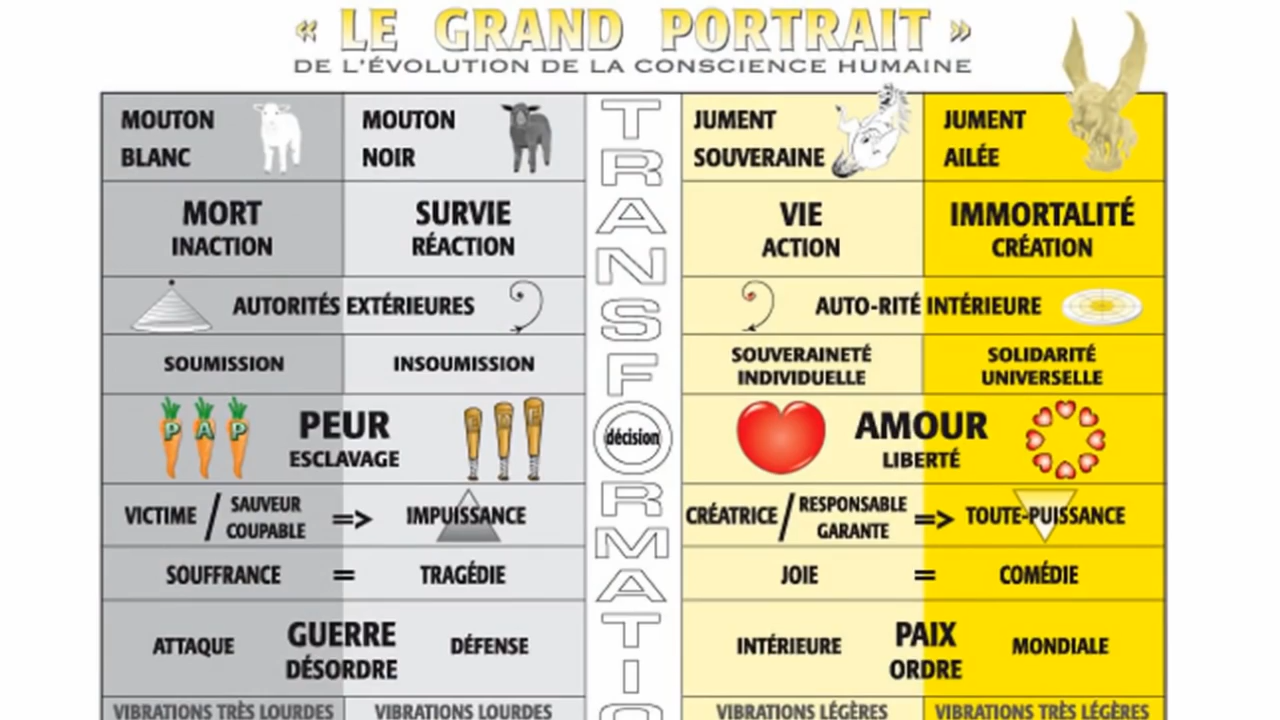 « LE GRAND PORTRAIT »
DE L'ÉVOLUTION DE LA CONSCIENCE HUMAINE
MOUTON
BLANC
MOUTON
NOIR
JUMENT
SOUVERAINE
JUMENT
AILÉE
MORT
INACTION
SURVIE
RÉACTION
VIE
ACTION
IMMORTALITÉ
CRÉATION
AUTORITÉS EXTÉRIEURES
AUTO-RITÉ INTÉRIEURE
SOUMISSION
INSOUMISSION
SOUVERAINETÉ
INDIVIDUELLE
SOLIDARITÉ
UNIVERSELLE
P A P
PEUR
ESCLAVAGE
AMOUR
LIBERTÉ
VICTIME / SAUVEUR
COUPABLE
=> IMPUISSANCE
CRÉATRICE / RESPONSABLE
GARANTE
=> TOUTE-PUISSANCE
SOUFFRANCE = TRAGÉDIE
JOIE = COMÉDIE
ATTAQUE
GUERRE
DÉSORDRE
DÉFENSE
INTÉRIEURE
PAIX
ORDRE
MONDIALE
VIBRATIONS TRÈS LOURDES
VIBRATIONS LOURDES
VIBRATIONS LÉGÈRES
VIBRATIONS TRÈS LÉGÈRES
TRANSFORMATIO
décision